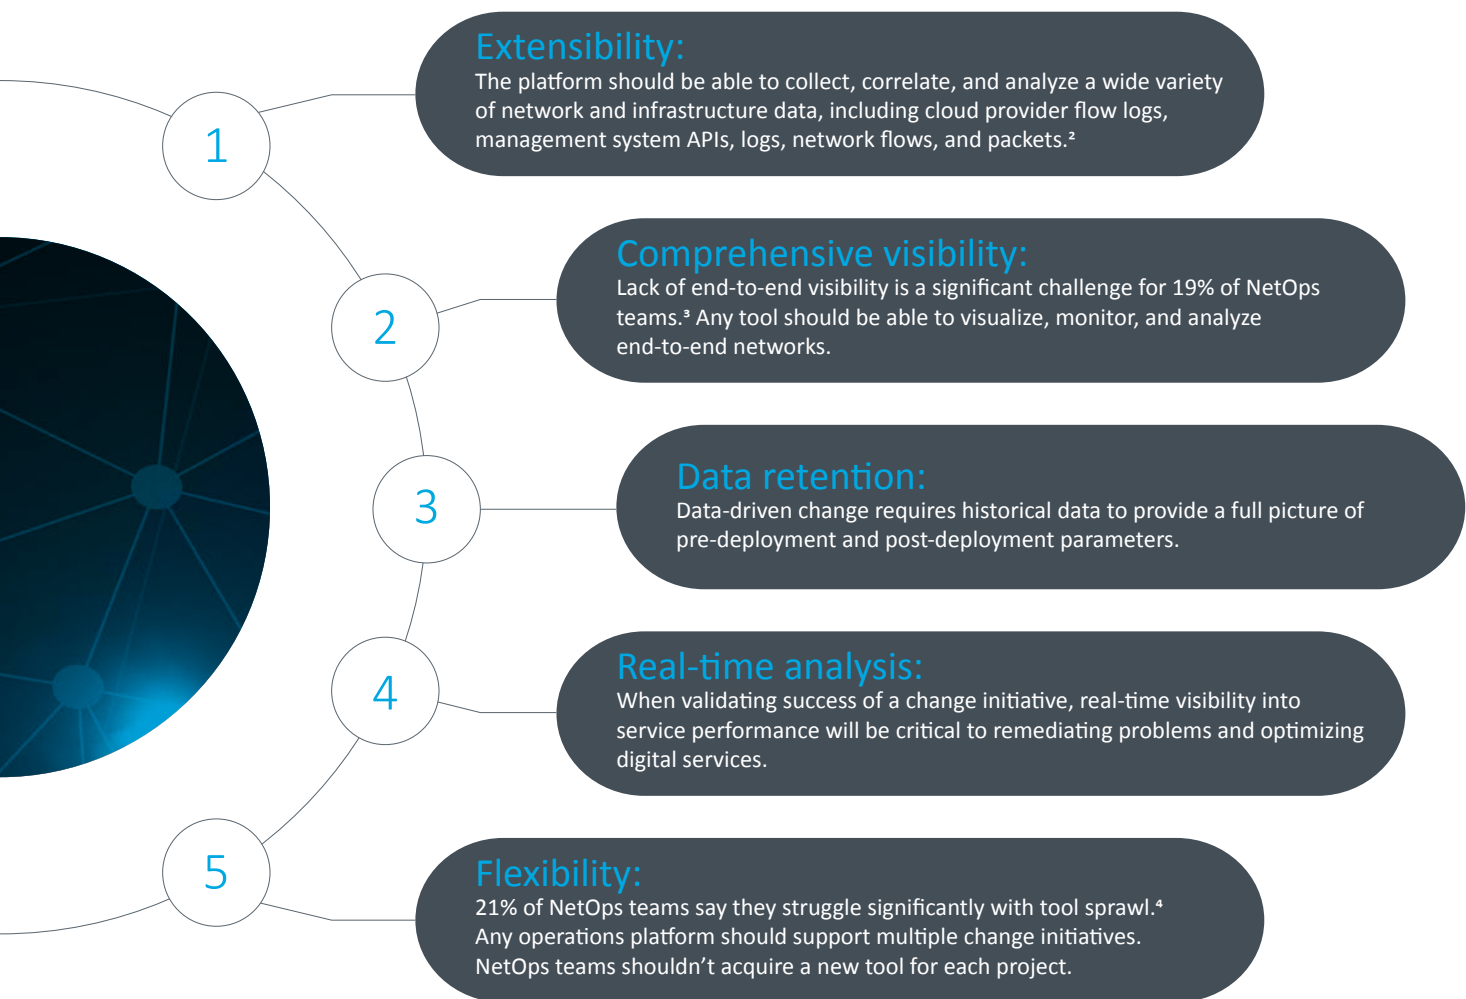 1
Extensibility:
The platform should be able to collect, correlate, and analyze a wide variety
of network and infrastructure data, including cloud provider flow logs,
management system APIs, logs, network flows, and packets.²
2
Comprehensive visibility:
Lack of end-to-end visibility is a significant challenge for 19% of NetOps
teams.³ Any tool should be able to visualize, monitor, and analyze
end-to-end networks.
3
Data retention:
Data-driven change requires historical data to provide a full picture of
pre-deployment and post-deployment parameters.
4
Real-time analysis:
When validating success of a change initiative, real-time visibility into
service performance will be critical to remediating problems and optimizing
digital services.
5
Flexibility:
21% of NetOps teams say they struggle significantly with tool sprawl.⁴
Any operations platform should support multiple change initiatives.
NetOps teams shouldn’t acquire a new tool for each project.